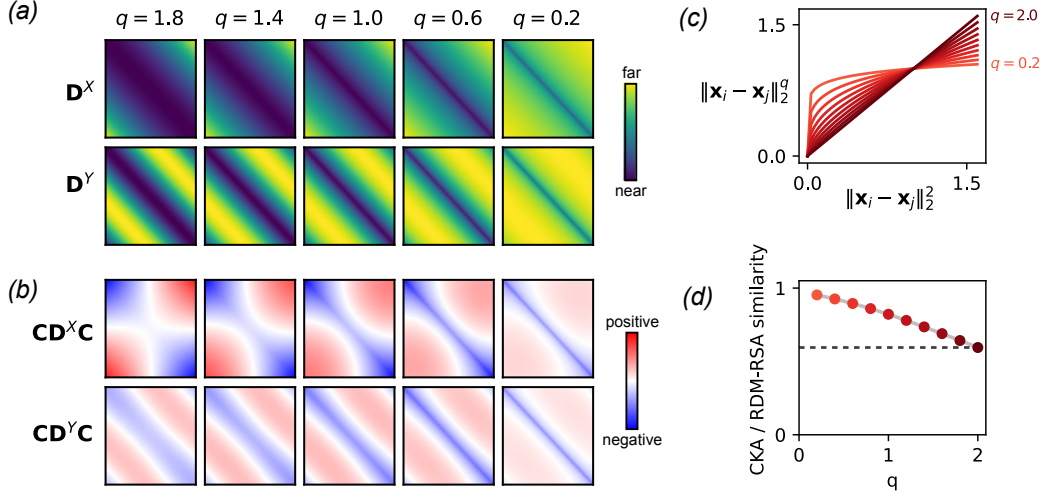 (a)
q = 1.8 q = 1.4 q = 1.0 q = 0.6 q = 0.2
D^X
D^Y
far
near
(b)
CD^XC
CD^YC
positive
negative
(c)
1.5
‖x_i − x_j‖_2^q
0.0
0.0 1.5
‖x_i − x_j‖_2^2
q = 2.0
q = 0.2
(d)
CKA / RDM-RSA similarity
1
0
0 1 2
q